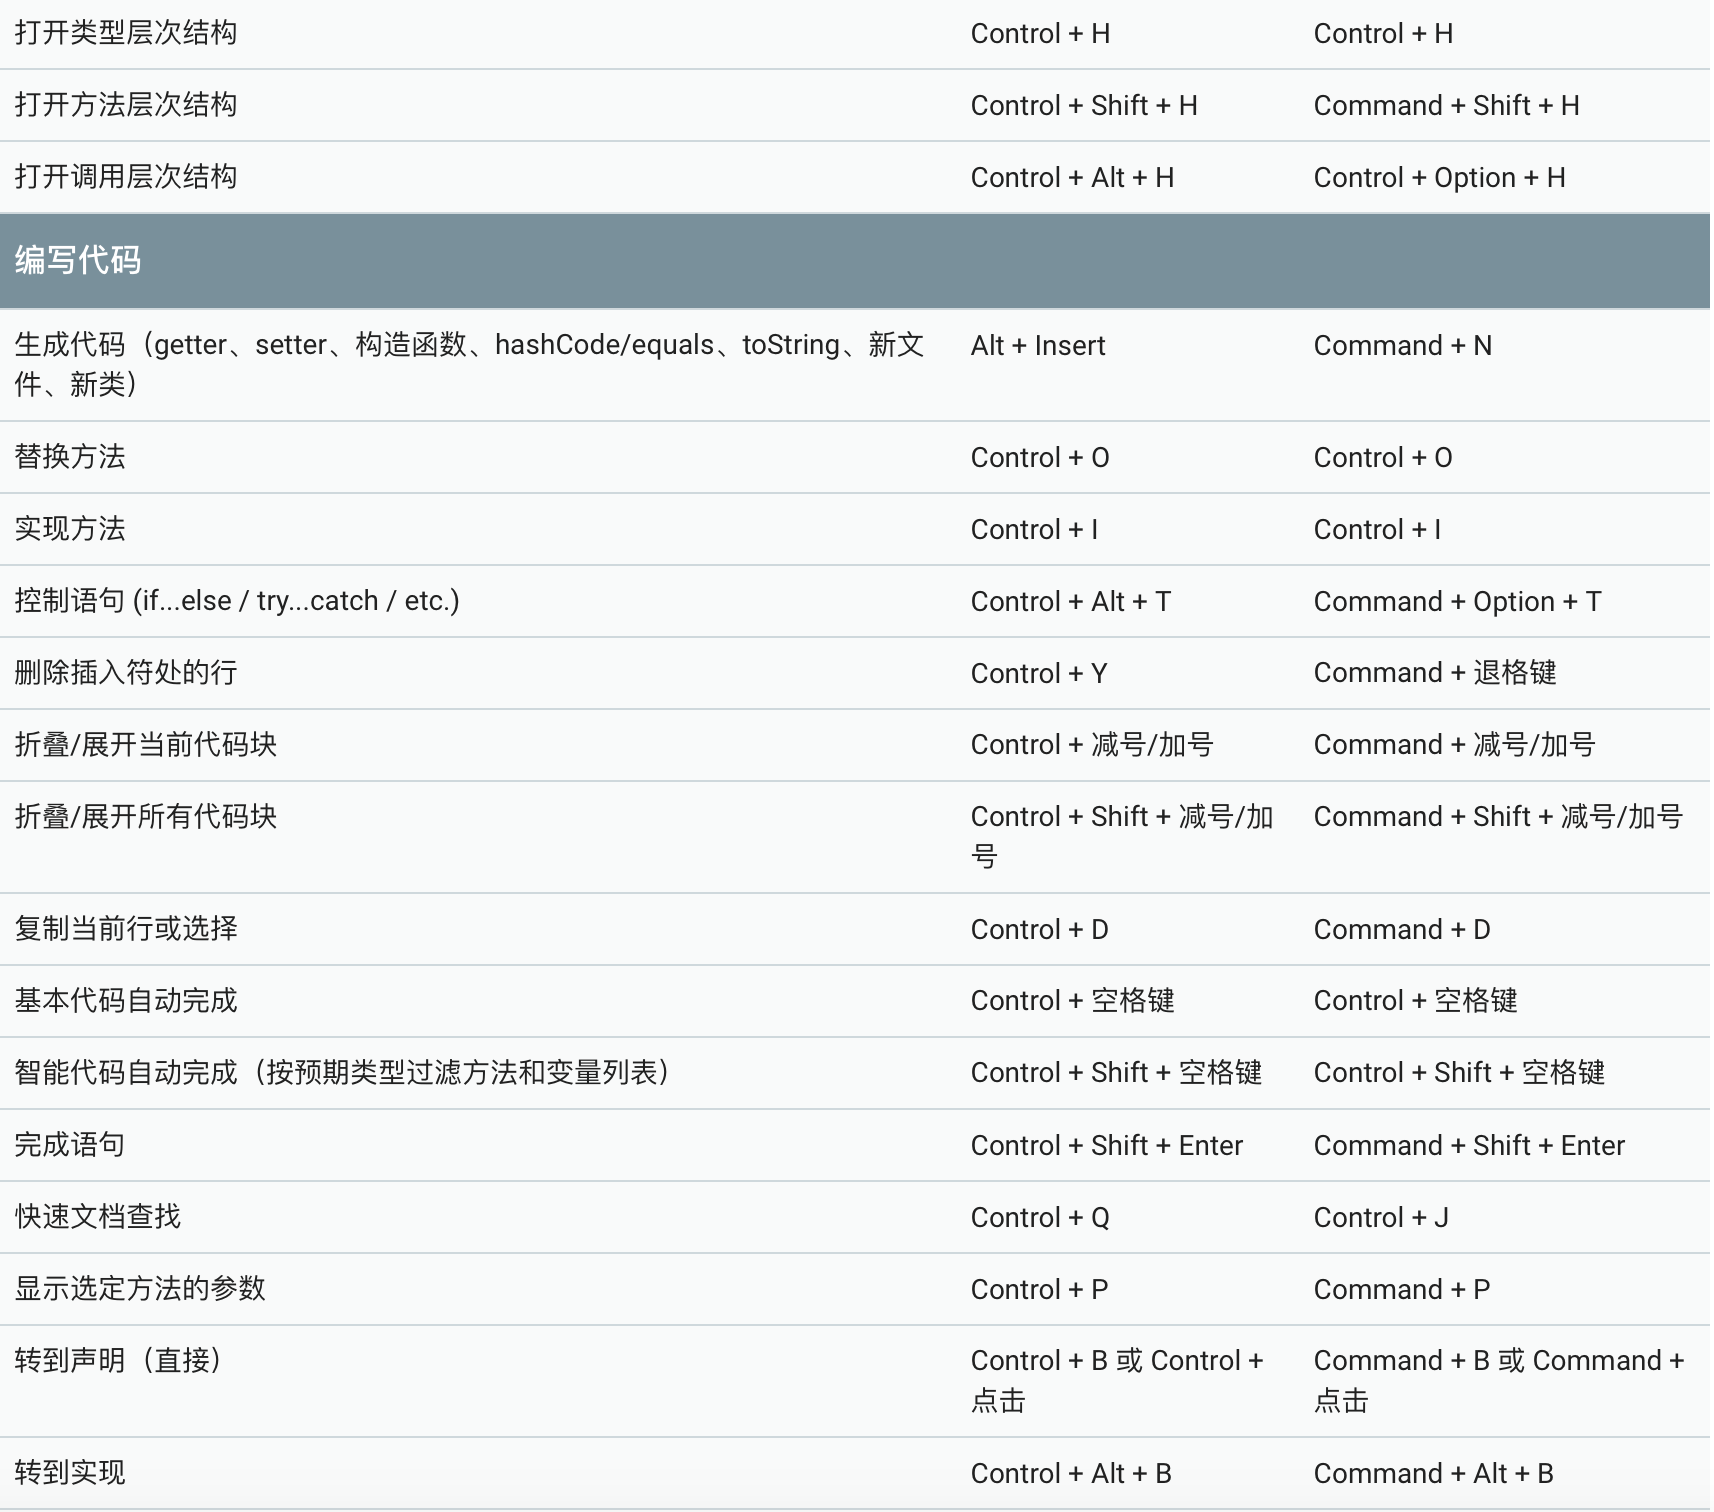 打开类型层次结构 Control + H Control + H
打开方法层次结构 Control + Shift + H Command + Shift + H
打开调用层次结构 Control + Alt + H Control + Option + H
编写代码
生成代码（getter、setter、构造函数、hashCode/equals、toString、新文 Alt + Insert Command + N
件、新类）
替换方法 Control + O Control + O
实现方法 Control + I Control + I
控制语句 (if...else / try...catch / etc.) Control + Alt + T Command + Option + T
删除插入符处的行 Control + Y Command + 退格键
折叠/展开当前代码块 Control + 减号/加号 Command + 减号/加号
折叠/展开所有代码块 Control + Shift + 减号/加 Command + Shift + 减号/加号
号
复制当前行或选择 Control + D Command + D
基本代码自动完成 Control + 空格键 Control + 空格键
智能代码自动完成（按预期类型过滤方法和变量列表） Control + Shift + 空格键 Control + Shift + 空格键
完成语句 Control + Shift + Enter Command + Shift + Enter
快速文档查找 Control + Q Control + J
显示选定方法的参数 Control + P Command + P
转到声明（直接） Control + B 或 Control + Command + B 或 Command +
点击 点击
转到实现 Control + Alt + B Command + Alt + B